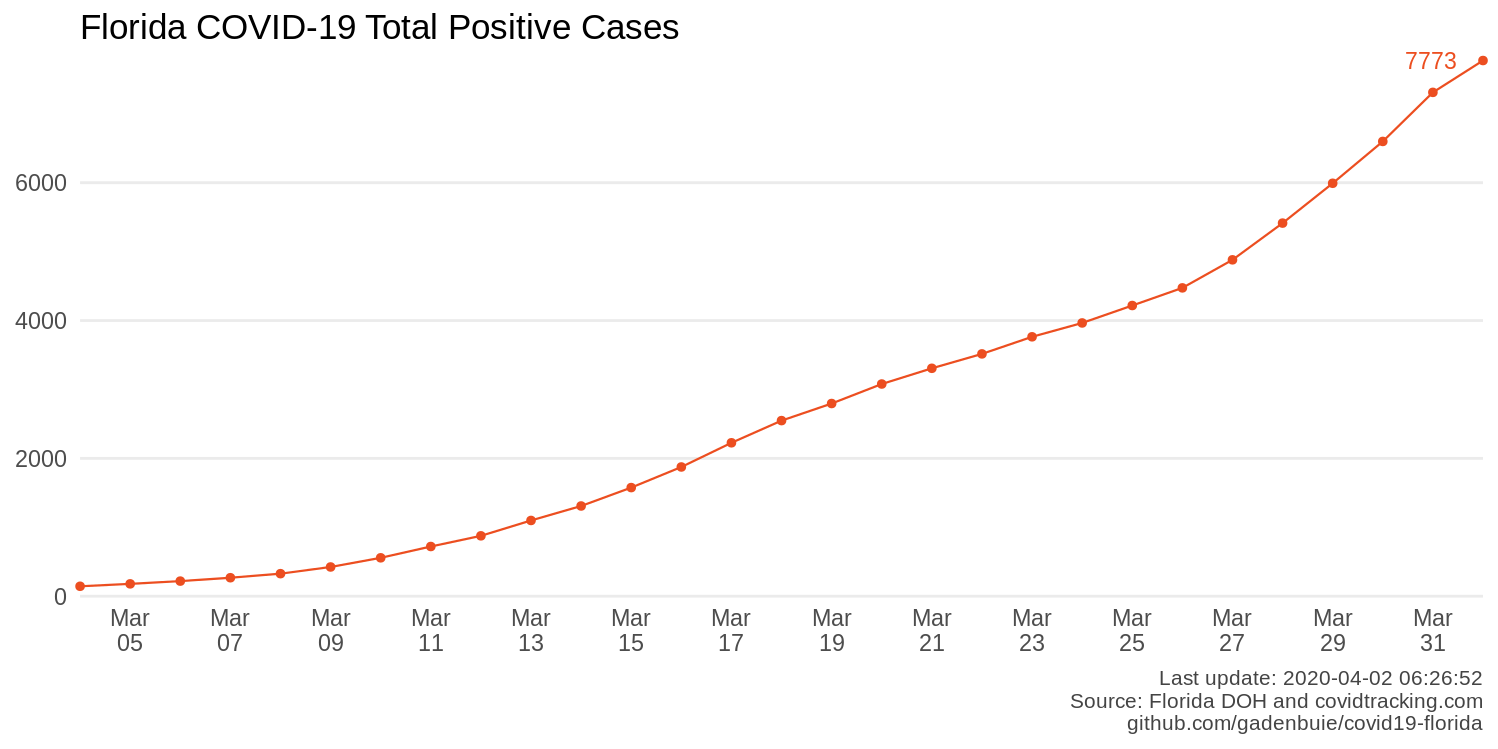 Florida COVID-19 Total Positive Cases
7773
6000
4000
2000
0
Mar 05
Mar 07
Mar 09
Mar 11
Mar 13
Mar 15
Mar 17
Mar 19
Mar 21
Mar 23
Mar 25
Mar 27
Mar 29
Mar 31
Last update: 2020-04-02 06:26:52
Source: Florida DOH and covidtracking.com
github.com/gadenbuie/covid19-florida